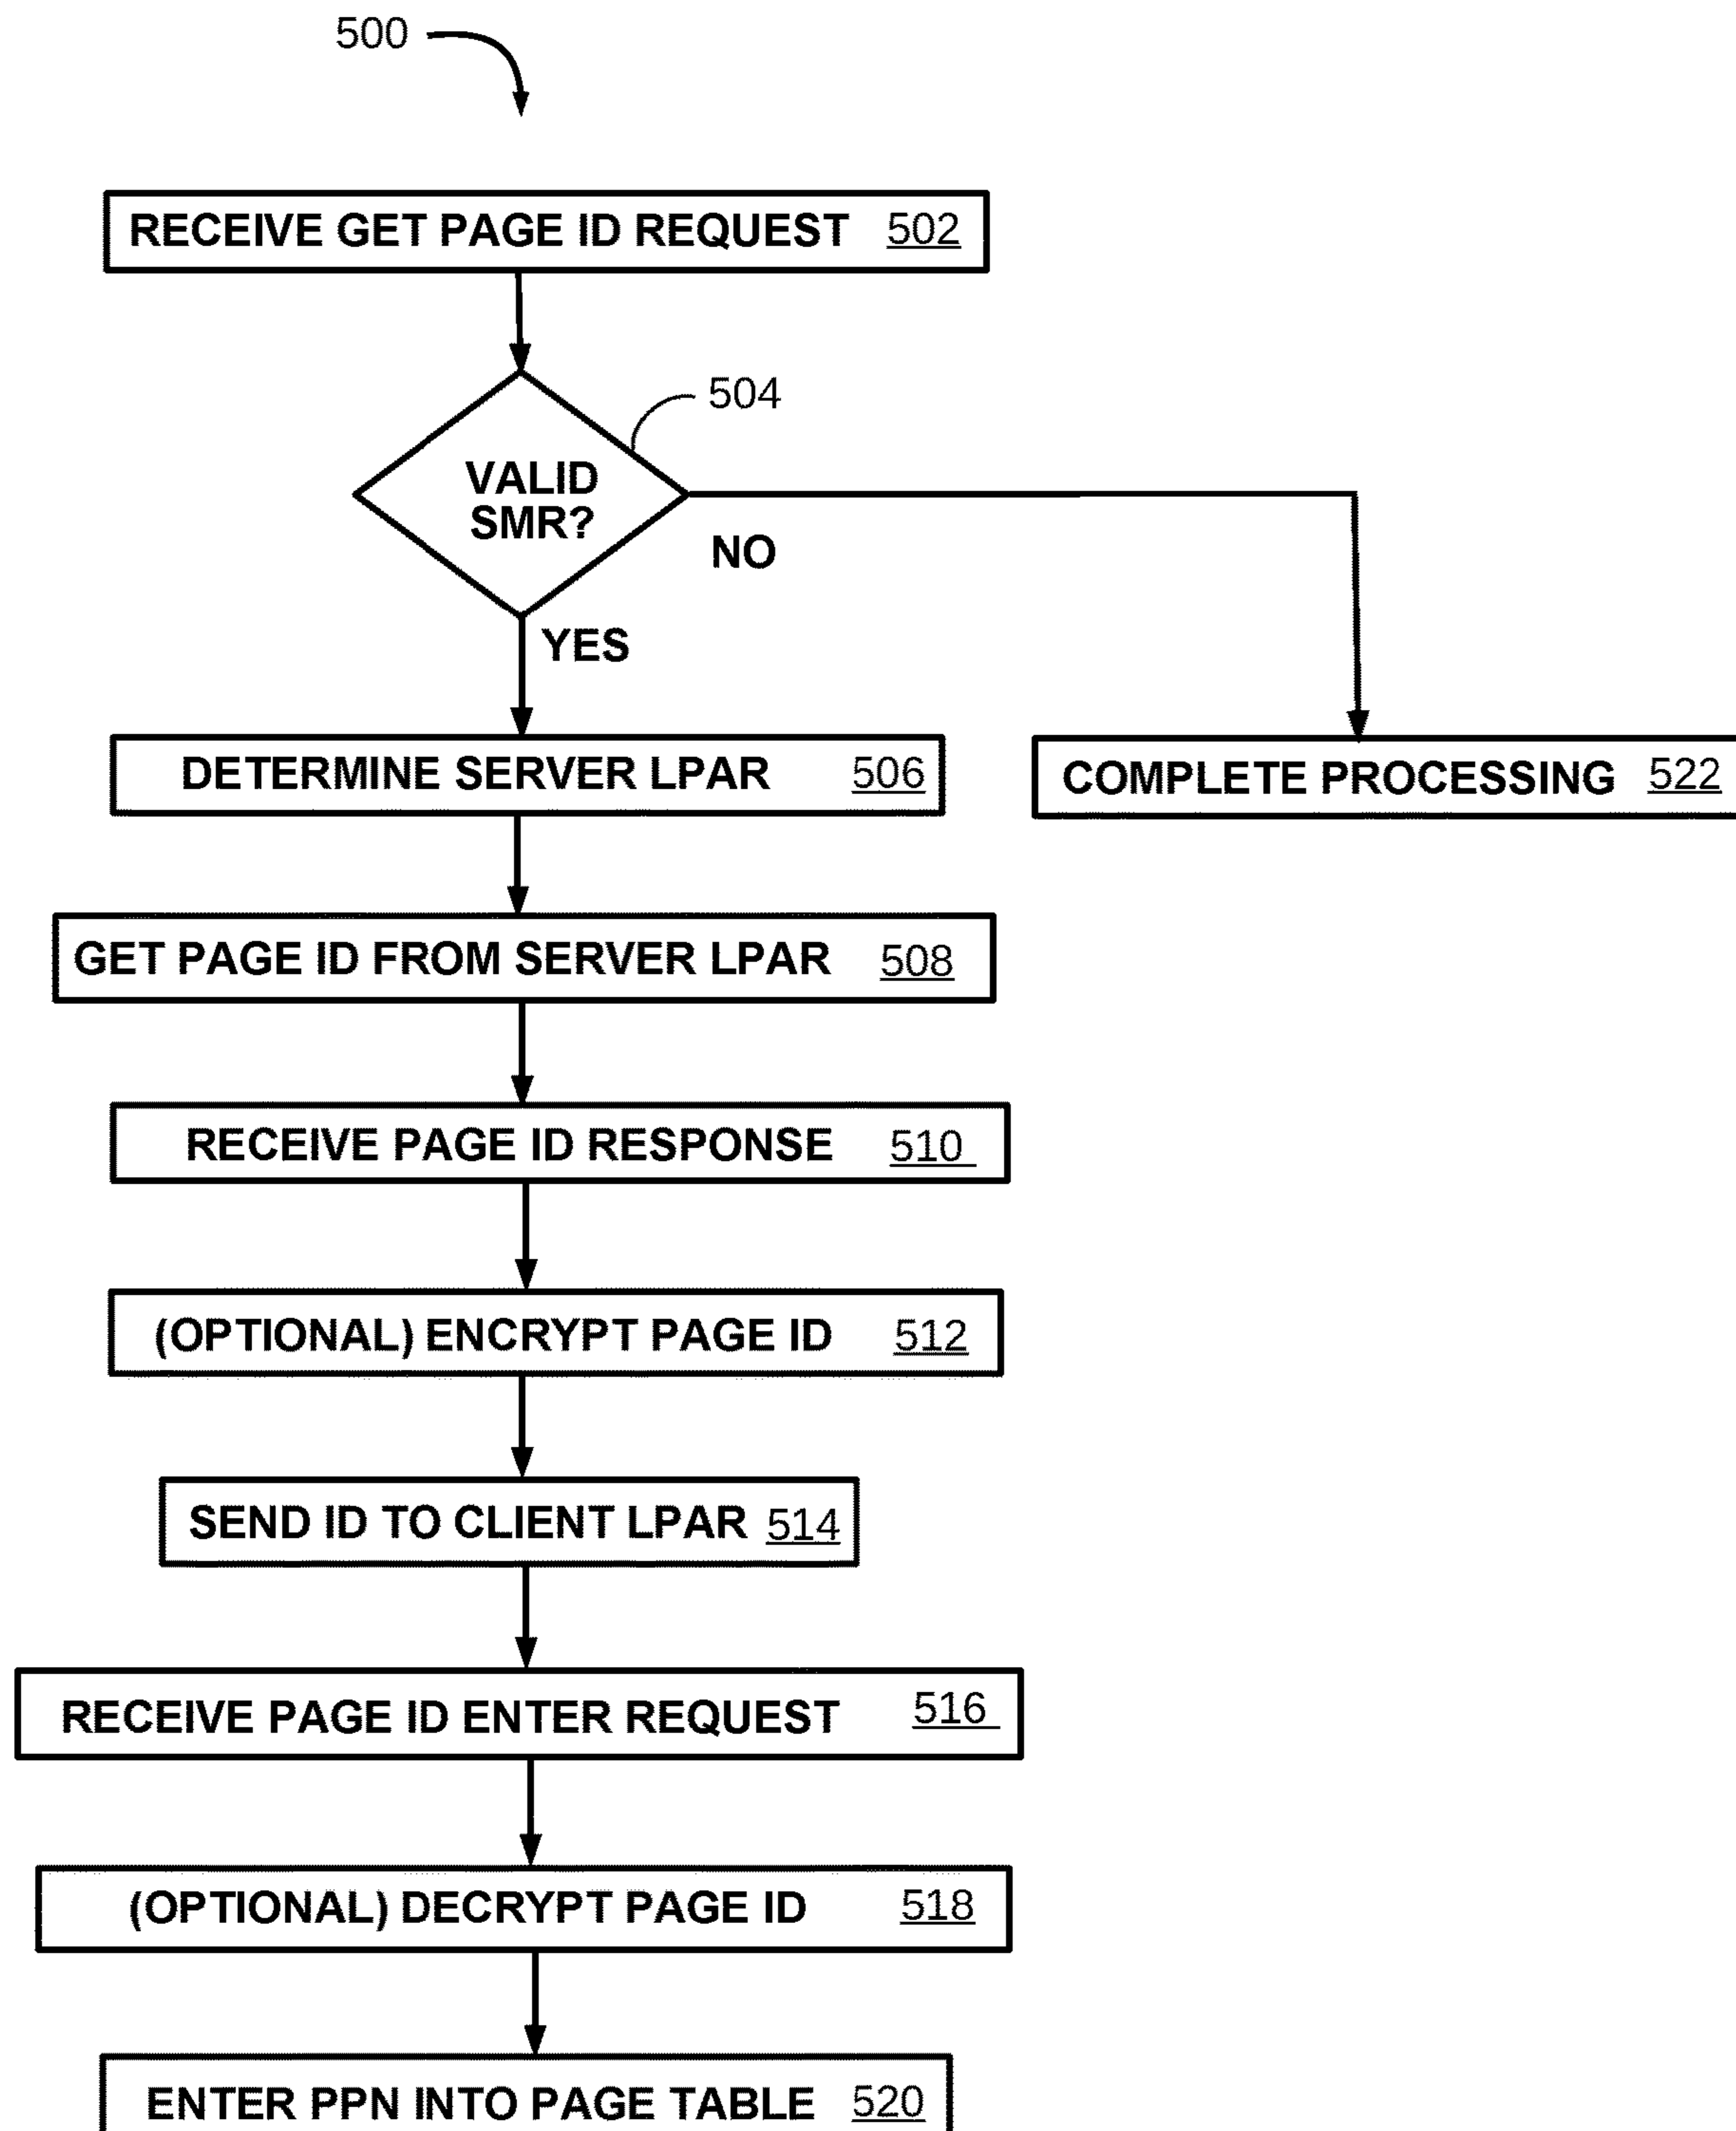 500
RECEIVE GET PAGE ID REQUEST 502
504
VALID
SMR?
NO
YES
DETERMINE SERVER LPAR 506
COMPLETE PROCESSING 522
GET PAGE ID FROM SERVER LPAR 508
RECEIVE PAGE ID RESPONSE 510
(OPTIONAL) ENCRYPT PAGE ID 512
SEND ID TO CLIENT LPAR 514
RECEIVE PAGE ID ENTER REQUEST 516
(OPTIONAL) DECRYPT PAGE ID 518
ENTER PPN INTO PAGE TABLE 520